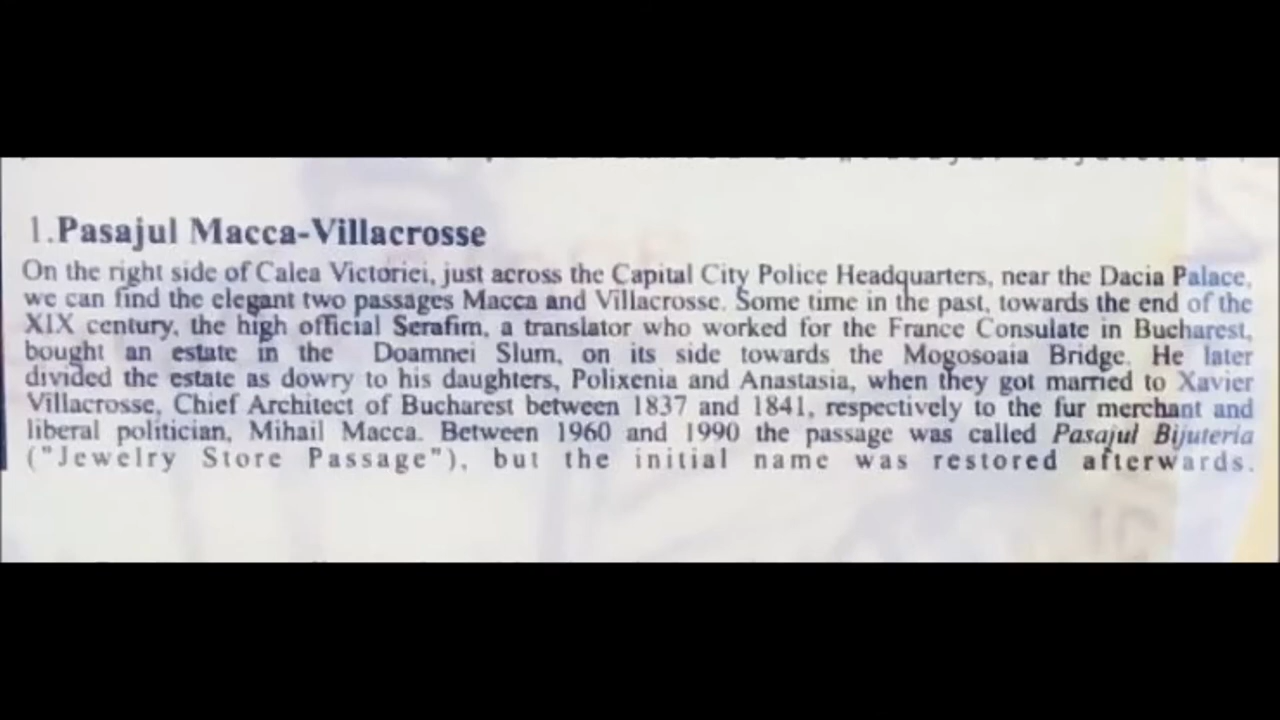 1.Pasajul Macca-Villacrosse
On the right side of Calea Victoriei, just across the Capital City Police Headquarters, near the Dacia Palace,
we can find the elegant two passages Macca and Villacrosse. Some time in the past, towards the end of the
XIX century, the high official Serafim, a translator who worked for the France Consulate in Bucharest,
bought an estate in the Doamnei Slum, on its side towards the Mogosoaia Bridge. He later
divided the estate as dowry to his daughters, Polixenia and Anastasia, when they got married to Xavier
Villacrosse, Chief Architect of Bucharest between 1837 and 1841, respectively to the fur merchant and
liberal politician, Mihail Macca. Between 1960 and 1990 the passage was called Pasajul Bijuteria
("Jewelry Store Passage"), but the initial name was restored afterwards.